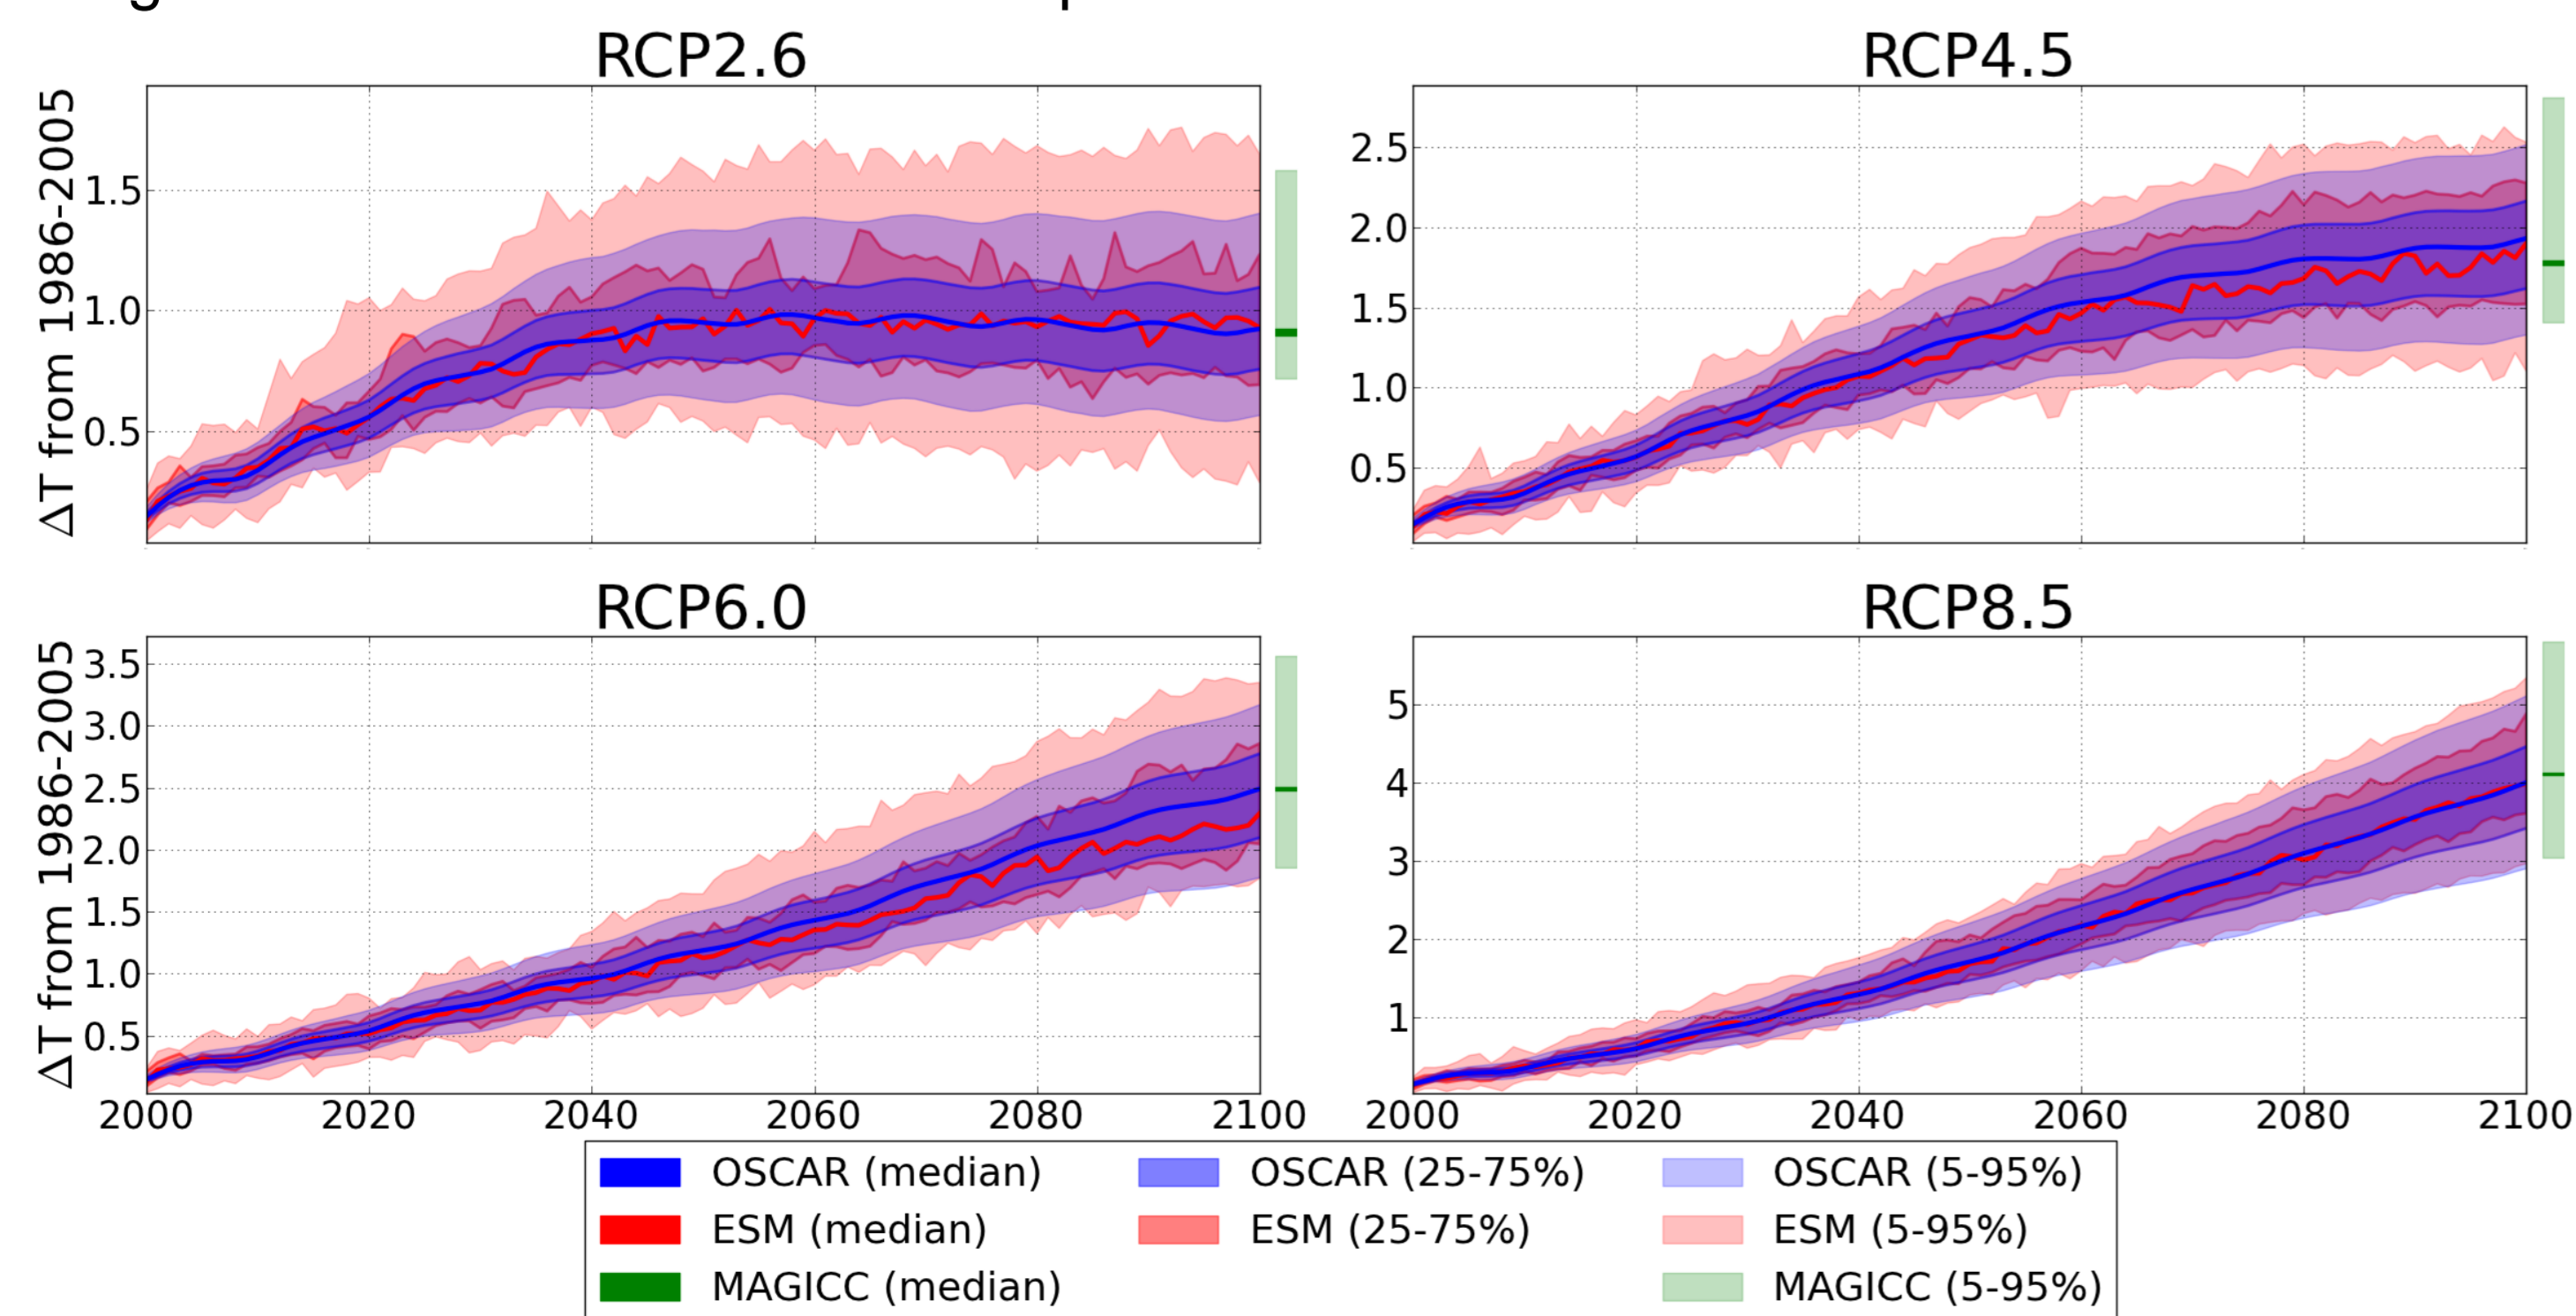 RCP2.6
RCP4.5
ΔT from 1986-2005
1.5
1.0
0.5
2.5
2.0
1.5
1.0
0.5
RCP6.0
RCP8.5
ΔT from 1986-2005
3.5
3.0
2.5
2.0
1.5
1.0
0.5
5
4
3
2
1
2000 2020 2040 2060 2080 2100
2000 2020 2040 2060 2080 2100
OSCAR (median) OSCAR (25-75%) OSCAR (5-95%)
ESM (median) ESM (25-75%) ESM (5-95%)
MAGICC (median) MAGICC (5-95%)